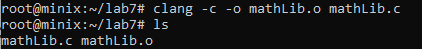 root@minix:~/lab7# clang -c -o mathLib.o mathLib.c
root@minix:~/lab7# ls
mathLib.c mathLib.o